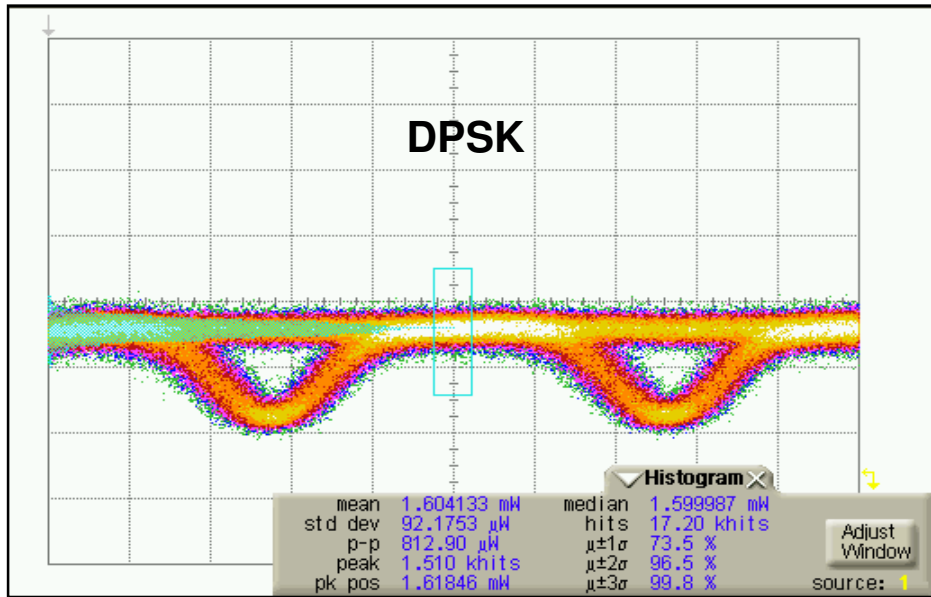 DPSK
Histogram
mean 1.604133 mW median 1.599987 mW
std dev 92.1753 µW hits 17.20 khits
p-p 812.90 µW µ±1σ 73.5 %
peak 1.510 khits µ±2σ 96.5 %
pk pos 1.61846 mW µ±3σ 99.8 %
Adjust
Window
source: 1